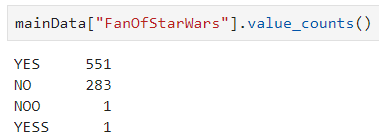 mainData["FanOfStarWars"].value_counts()
YES 551
NO 283
NOO 1
YESS 1